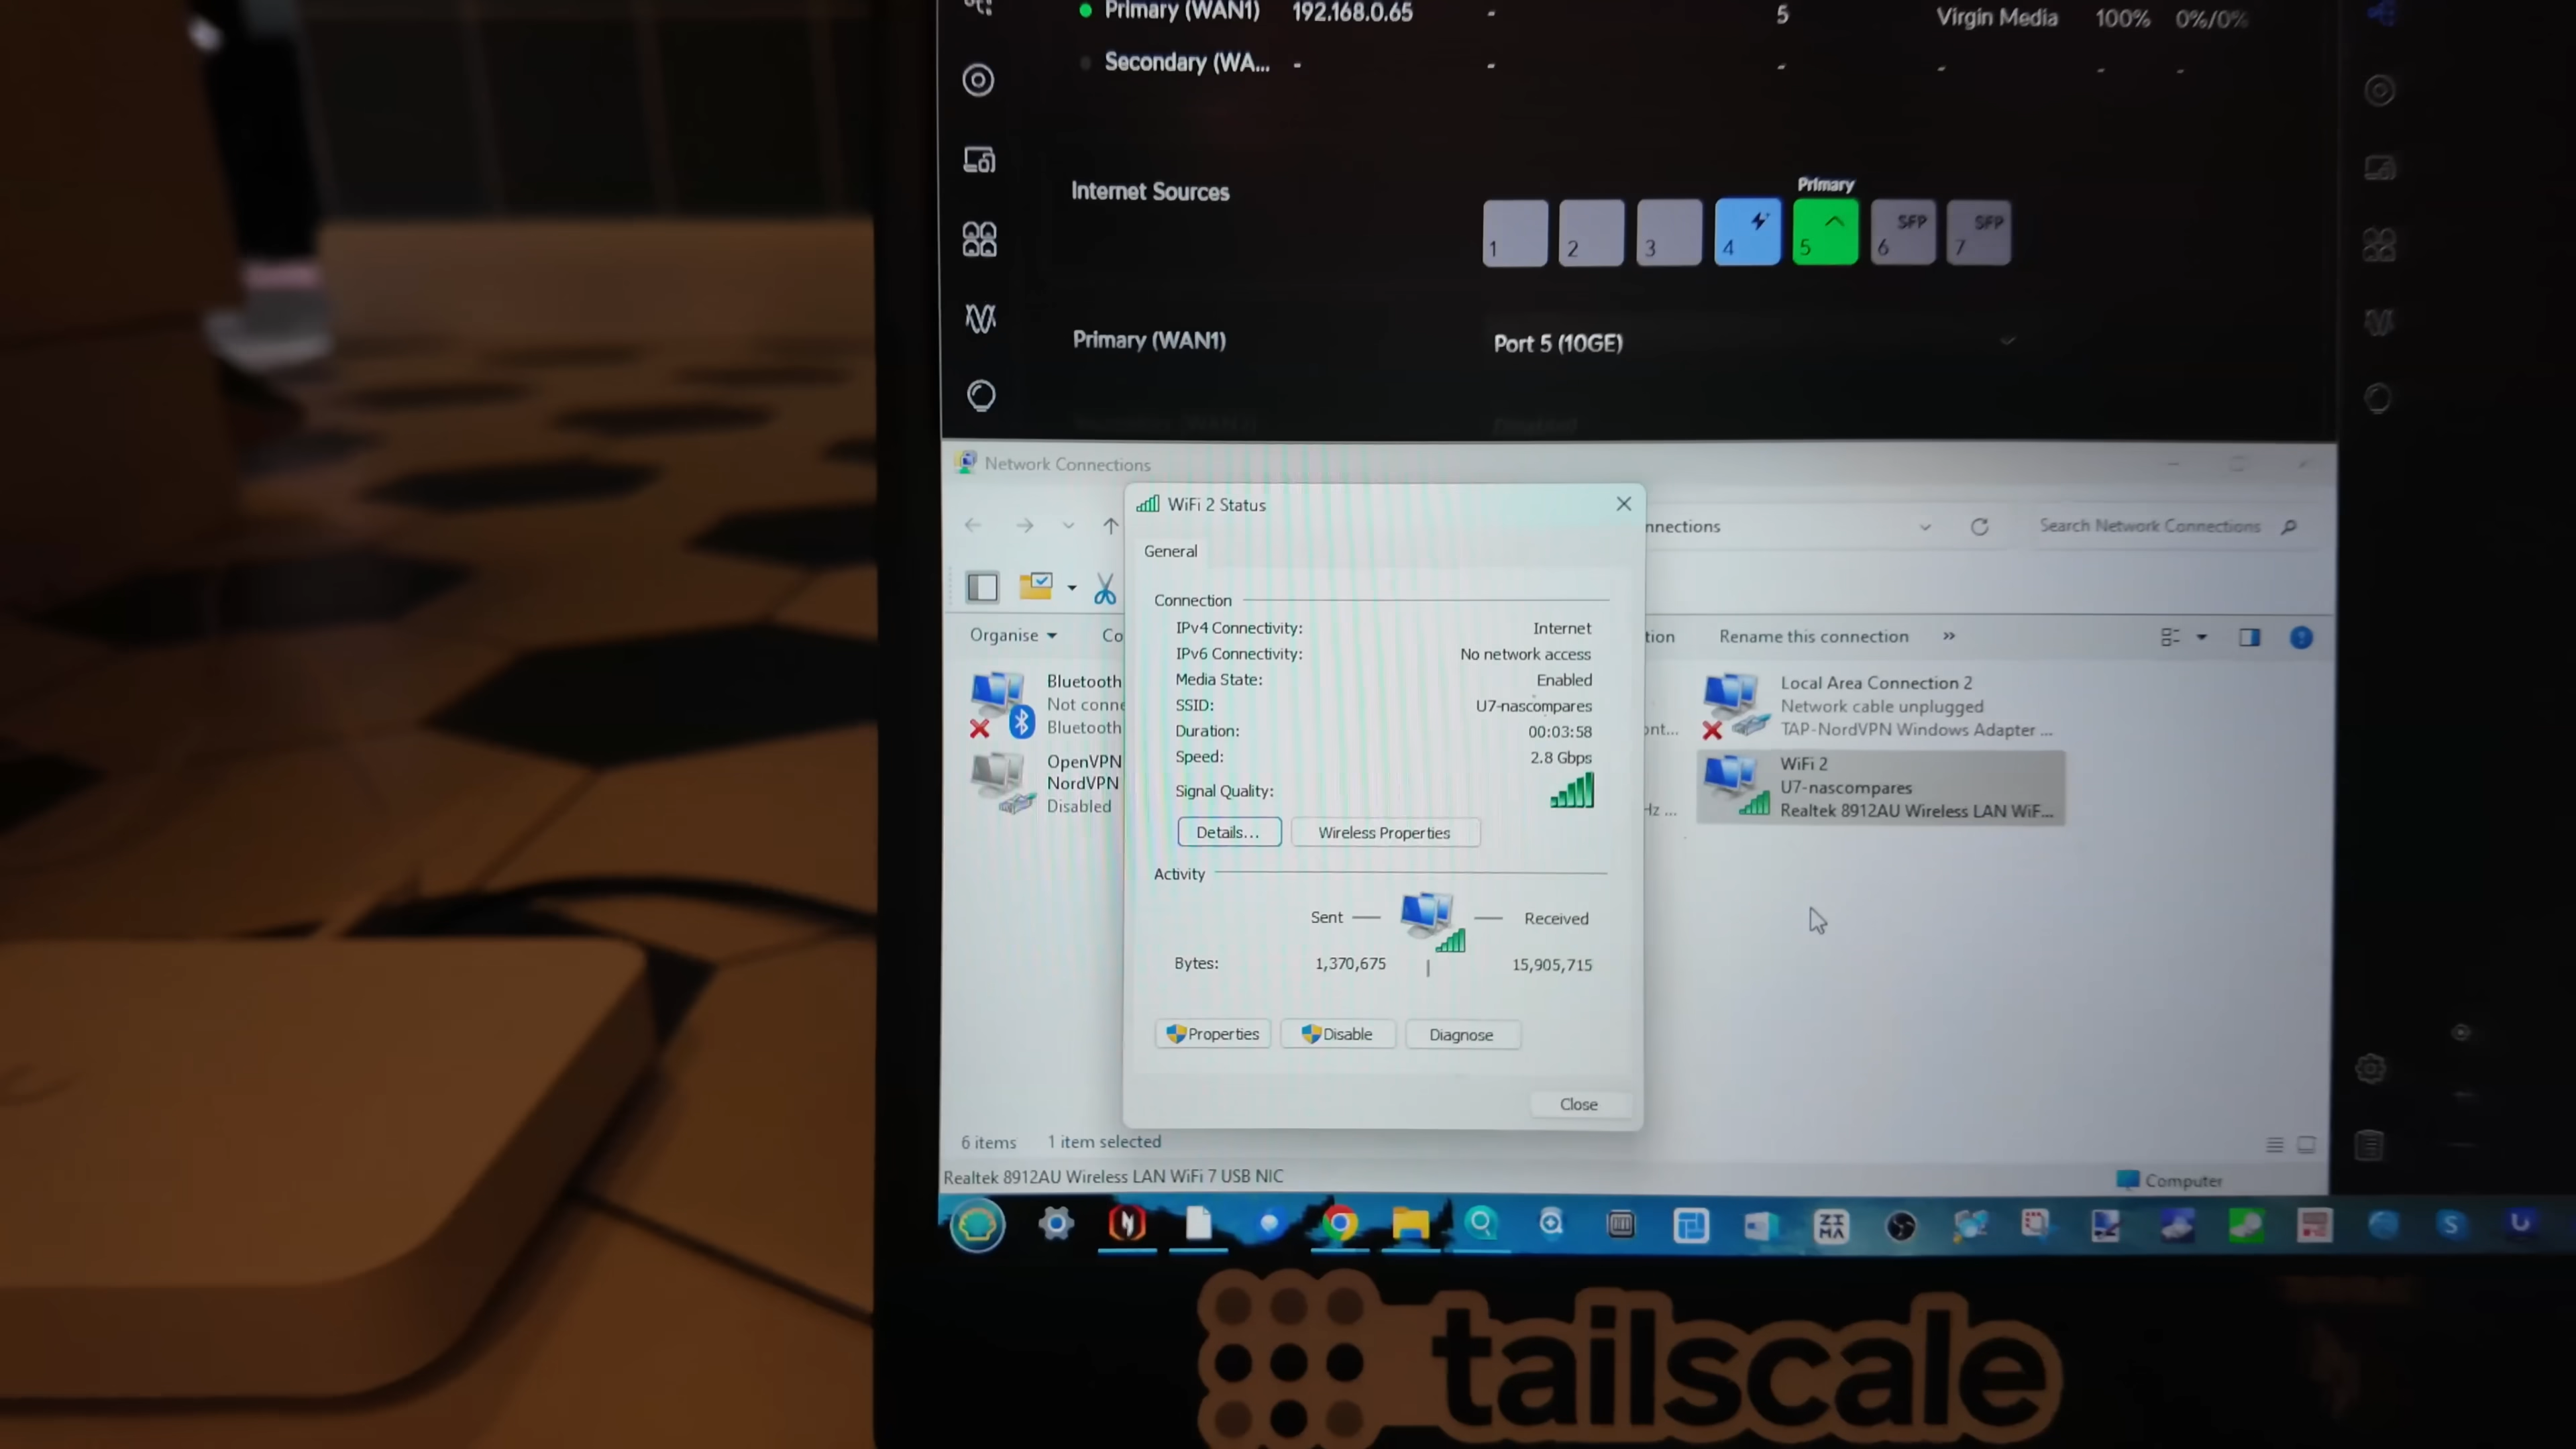 Primary (WAN1) 192.168.0.65 - 5 Virgin Media 100% 0%/0%
Secondary (WA... - - - - - -
Internet Sources
Primary
1 2 3 4 5 SFP 6 SFP 7
Primary (WAN1) Port 5 (10GE)
Network Connections
WiFi 2 Status
nnections
Search Network Connections
General
Connection
IPv4 Connectivity: Internet
IPv6 Connectivity: No network access
Media State: Enabled
SSID: U7-nascompares
Duration: 00:03:58
Speed: 2.8 Gbps
Signal Quality:
Details... Wireless Properties
Activity
Sent — — Received
Bytes: 1,370,675 | 15,905,715
Properties Disable Diagnose
Close
Organise Co
tion Rename this connection »
Bluetooth
Not conne
Bluetooth
OpenVPN
NordVPN
Disabled
ont...
Hz ...
Local Area Connection 2
Network cable unplugged
TAP-NordVPN Windows Adapter ...
WiFi 2
U7-nascompares
Realtek 8912AU Wireless LAN WiF...
6 items 1 item selected
Realtek 8912AU Wireless LAN WiFi 7 USB NIC
Computer
ZI
MA
S
tailscale